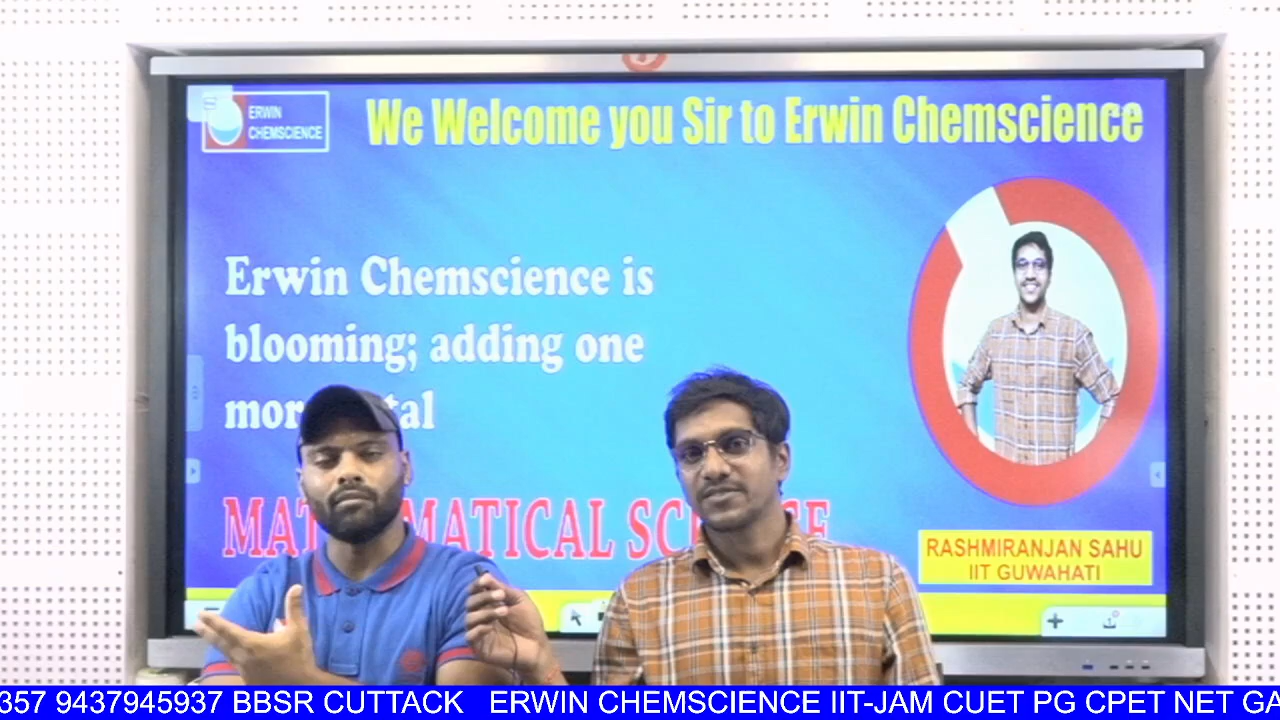 ERWIN
CHEMSCIENCE
We Welcome you Sir to Erwin Chemscience
Erwin Chemscience is
blooming; adding one
RASHMIRANJAN SAHU
IIT GUWAHATI
357 9437945937 BBSR CUTTACK ERWIN CHEMSCIENCE IIT-JAM CUET PG CPET NET GA